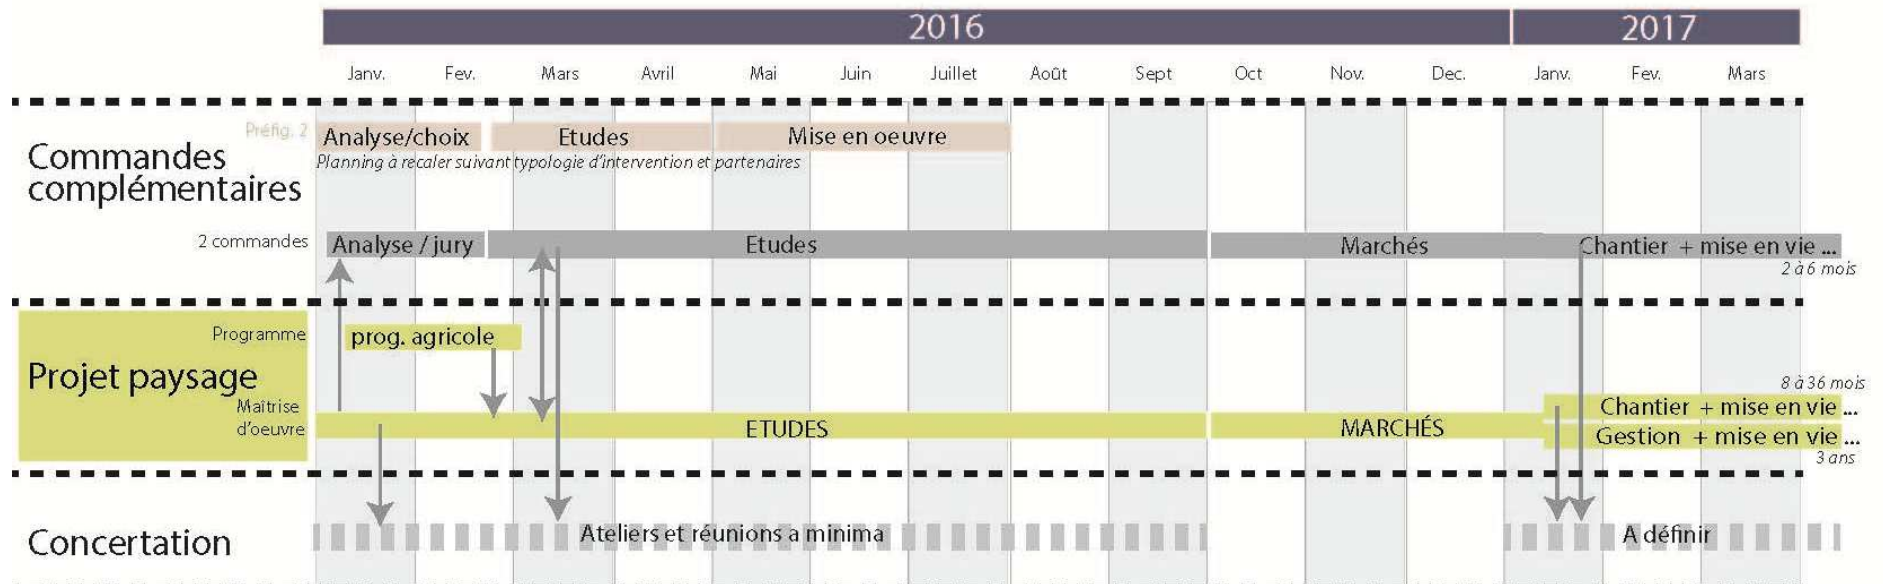 2016 2017
Janv. Fev. Mars Avril Mai Juin Juillet Août Sept Oct Nov. Dec. Janv. Fev. Mars
Préfig. 2 Analyse/choix Etudes Mise en oeuvre
Planning à recaler suivant typologie d'intervention et partenaires
Commandes
complémentaires
2 commandes Analyse / jury Etudes Marchés Chantier + mise en vie ...
2 à 6 mois
Programme prog. agricole
Projet paysage
8 à 36 mois
Maîtrise
d'oeuvre
ETUDES MARCHÉS
Chantier + mise en vie ...
Gestion + mise en vie ...
3 ans
Concertation Ateliers et réunions a minima A définir